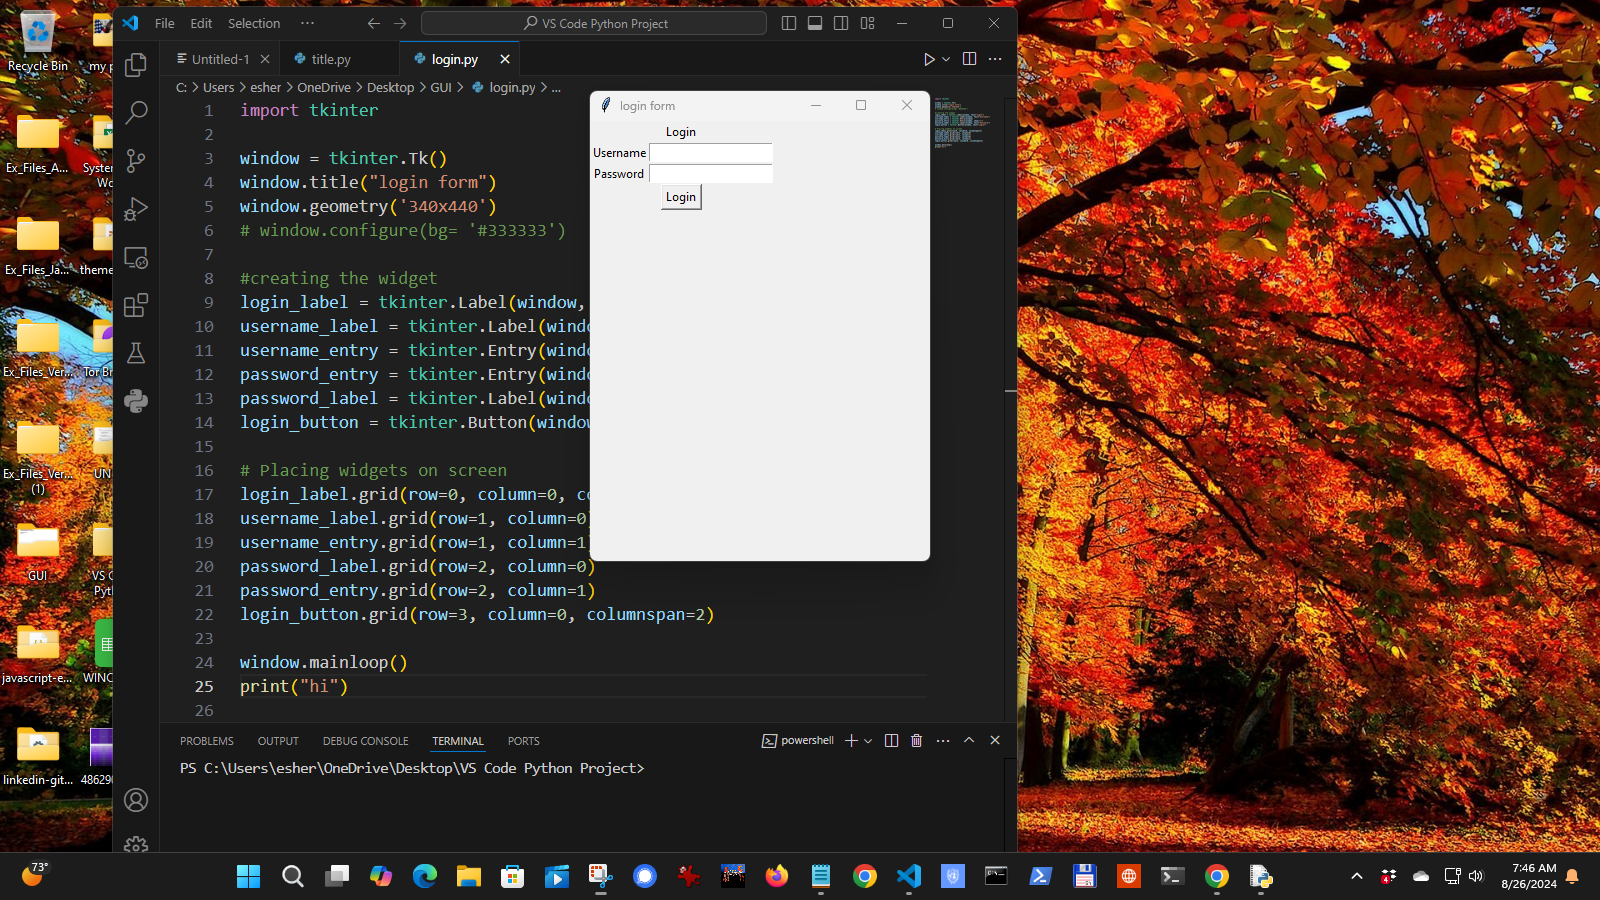 Recycle Bin
my p
Ex_Files_A...
System
Wo
Ex_Files_Ja...
theme
Ex_Files_Ver...
Tor Br
Ex_Files_Ver...
(1)
UN
GUI
VS C
Pyth
javascript-e...
WINC
linkedin-git...
48629
File Edit Selection ···
VS Code Python Project
Untitled-1
title.py
login.py
C: > Users > esher > OneDrive > Desktop > GUI > login.py > ...
1 import tkinter
2
3 window = tkinter.Tk()
4 window.title("login form")
5 window.geometry('340x440')
6 # window.configure(bg= '#333333')
7
8 #creating the widget
9 login_label = tkinter.Label(window,
10 username_label = tkinter.Label(windo
11 username_entry = tkinter.Entry(windo
12 password_entry = tkinter.Entry(windo
13 password_label = tkinter.Label(windo
14 login_button = tkinter.Button(window
15
16 # Placing widgets on screen
17 login_label.grid(row=0, column=0, co
18 username_label.grid(row=1, column=0)
19 username_entry.grid(row=1, column=1)
20 password_label.grid(row=2, column=0)
21 password_entry.grid(row=2, column=1)
22 login_button.grid(row=3, column=0, columnspan=2)
23
24 window.mainloop()
25 print("hi")
26
login form
Login
Username
Password
Login
PROBLEMS OUTPUT DEBUG CONSOLE TERMINAL PORTS
powershell
PS C:\Users\esher\OneDrive\Desktop\VS Code Python Project>
73°
7:46 AM
8/26/2024